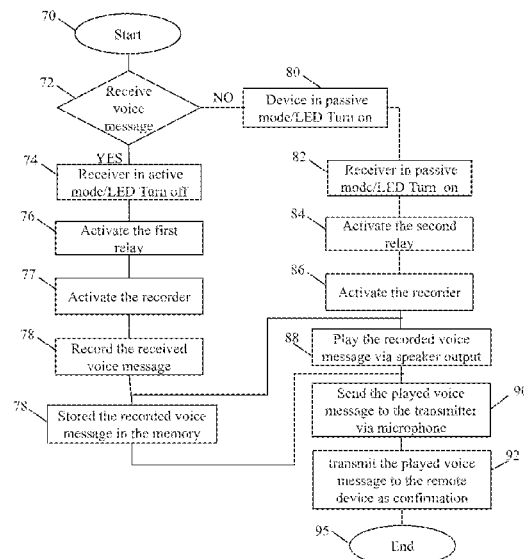 70
Start
72
Receive
voice
message
NO
YES
80
Device in passive
mode/LED Turn on
74
Receiver in active
mode/LED Turn off
82
Receiver in passive
mode/LED Turn on
76
Activate the first
relay
84
Activate the second
relay
77
Activate the recorder
86
Activate the recorder
78
Record the received
voice message
88
Play the recorded voice
message via speaker output
78
Stored the recorded voice
message in the memory
90
Send the played voice
message to the transmitter
via microphone
92
transmit the played voice
message to the remote
device as confirmation
95
End